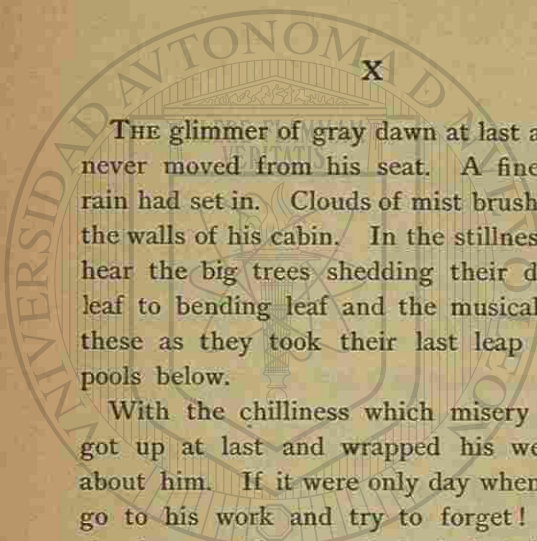 X
THE glimmer of gray dawn at last a
never moved from his seat. A fine
rain had set in. Clouds of mist brush
the walls of his cabin. In the stillnes
hear the big trees shedding their d
leaf to bending leaf and the musical
these as they took their last leap
pools below.
With the chilliness which misery
got up at last and wrapped his we
about him. If it were only day when
go to his work and try to forget!